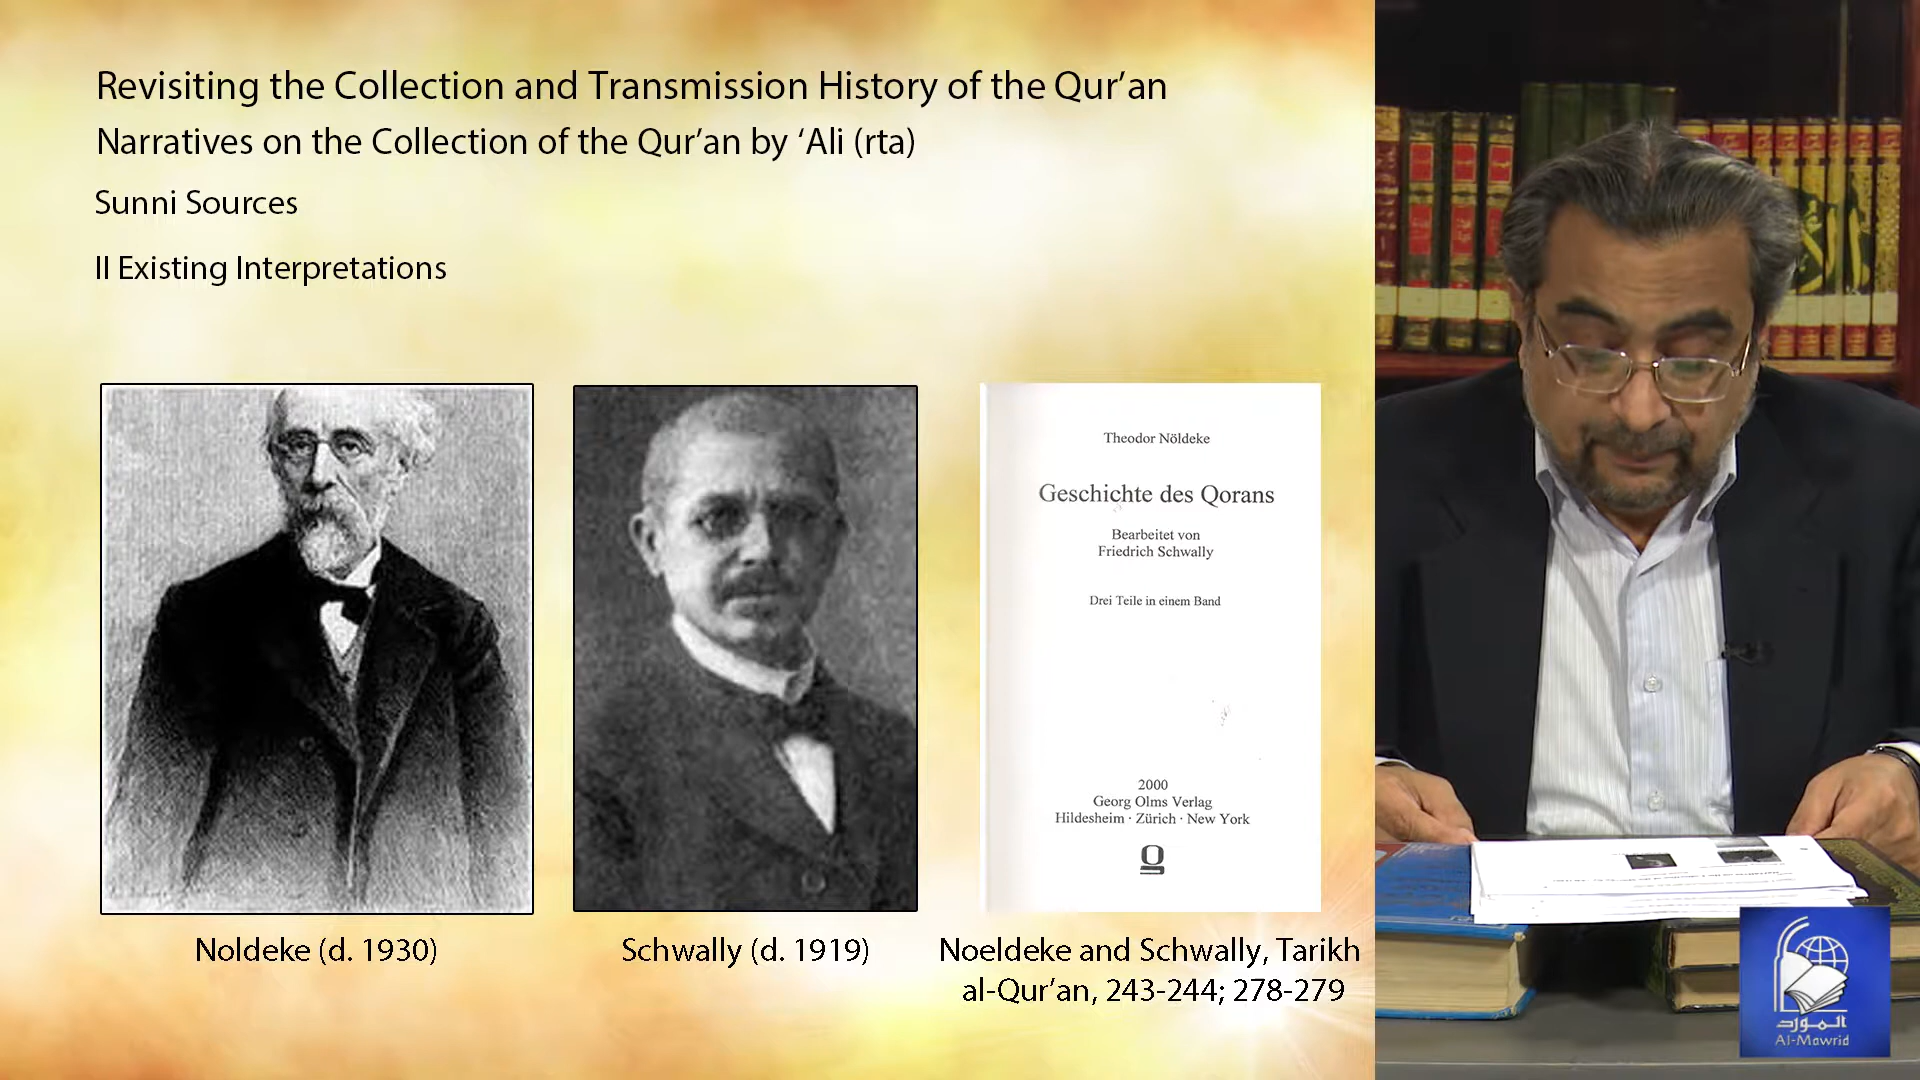 Revisiting the Collection and Transmission History of the Qur’an
Narratives on the Collection of the Qur’an by ‘Ali (rta)
Sunni Sources
II Existing Interpretations
Theodor Nöldeke
Geschichte des Qorans
Bearbeitet von
Friedrich Schwally
Drei Teile in einem Band
2000
Georg Olms Verlag
Hildesheim · Zürich · New York
Noldeke (d. 1930)
Schwally (d. 1919)
Noeldeke and Schwally, Tarikh
al-Qur’an, 243-244; 278-279
المورد
Al-Mawrid